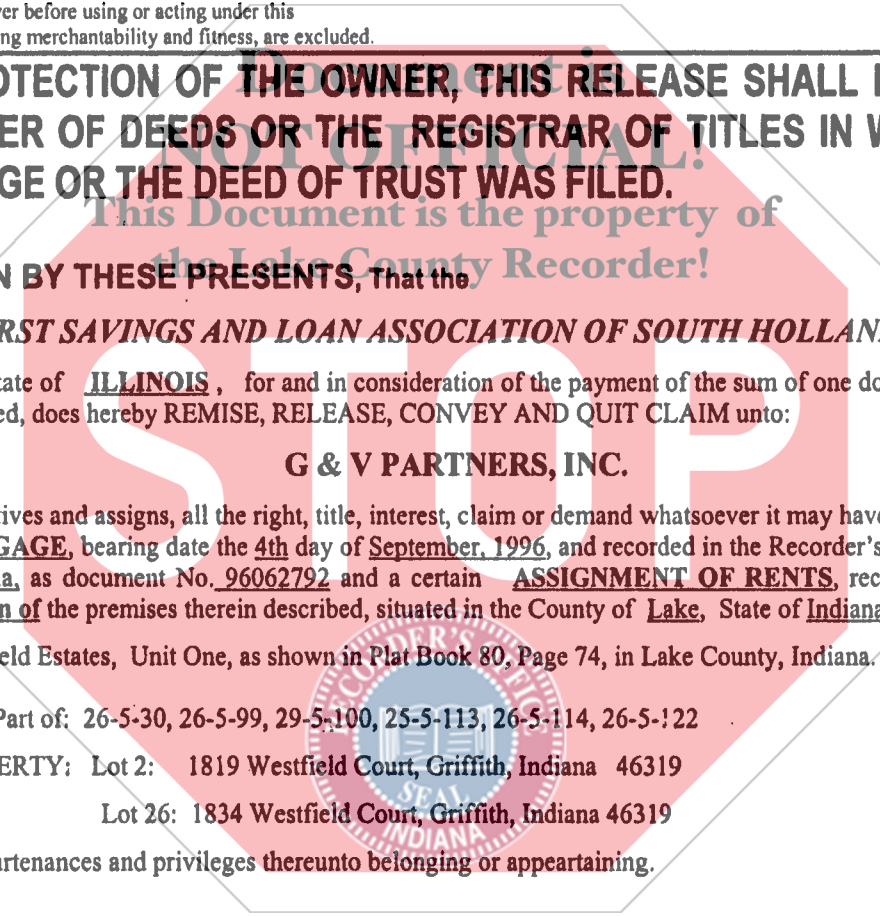 ver before using or acting under this
ng merchantability and fitness, are excluded.
Document is
OTECTION OF THE OWNER, THIS RELEASE SHALL
ER OF DEEDS OR THE REGISTRAR OF TITLES IN W
NOT OFFICIAL!
GE OR THE DEED OF TRUST WAS FILED.
This Document is the property of
the Lake County Recorder!
N BY THESE PRESENTS, That the
RST SAVINGS AND LOAN ASSOCIATION OF SOUTH HOLLAN
STOP
tate of ILLINOIS , for and in consideration of the payment of the sum of one do
ed, does hereby REMISE, RELEASE, CONVEY AND QUIT CLAIM unto:
G & V PARTNERS, INC.
tives and assigns, all the right, title, interest, claim or demand whatsoever it may have
GAGE, bearing date the 4th day of September, 1996, and recorded in the Recorder's
a, as document No. 96062792 and a certain ASSIGNMENT OF RENTS, rec
n of the premises therein described, situated in the County of Lake, State of Indiana
eld Estates, Unit One, as shown in Plat Book 80, Page 74, in Lake County, Indiana.
RECORDER'S OFFICE
Part of: 26-5-30, 26-5-99, 29-5-100, 25-5-113, 26-5-114, 26-5-122
ERTY: Lot 2: 1819 Westfield Court, Griffith, Indiana 46319
SEAL
Lot 26: 1834 Westfield Court, Griffith, Indiana 46319
INDIANA
urtenances and privileges thereunto belonging or appeartaining.